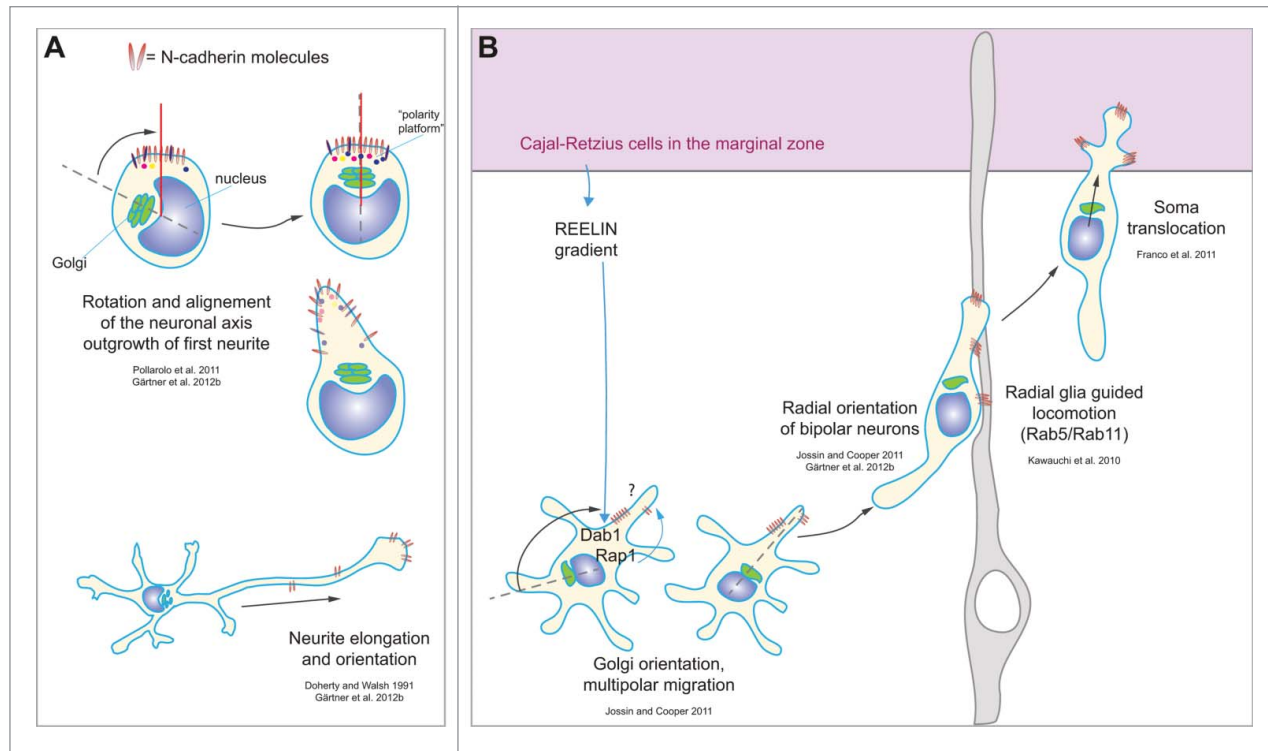 A
= N-cadherin molecules
"polarity
platform"
nucleus
Golgi
Rotation and alignement
of the neuronal axis
outgrowth of first neurite
Pollarolo et al. 2011
Gärtner et al. 2012b
Neurite elongation
and orientation
Doherty and Walsh 1991
Gärtner et al. 2012b
B
Cajal-Retzius cells in the marginal zone
REELIN
gradient
Soma
translocation
Franco et al. 2011
Radial orientation
of bipolar neurons
Jossin and Cooper 2011
Gärtner et al. 2012b
Radial glia guided
locomotion
(Rab5/Rab11)
Kawauchi et al. 2010
?
Dab1
Rap1
Golgi orientation,
multipolar migration
Jossin and Cooper 2011